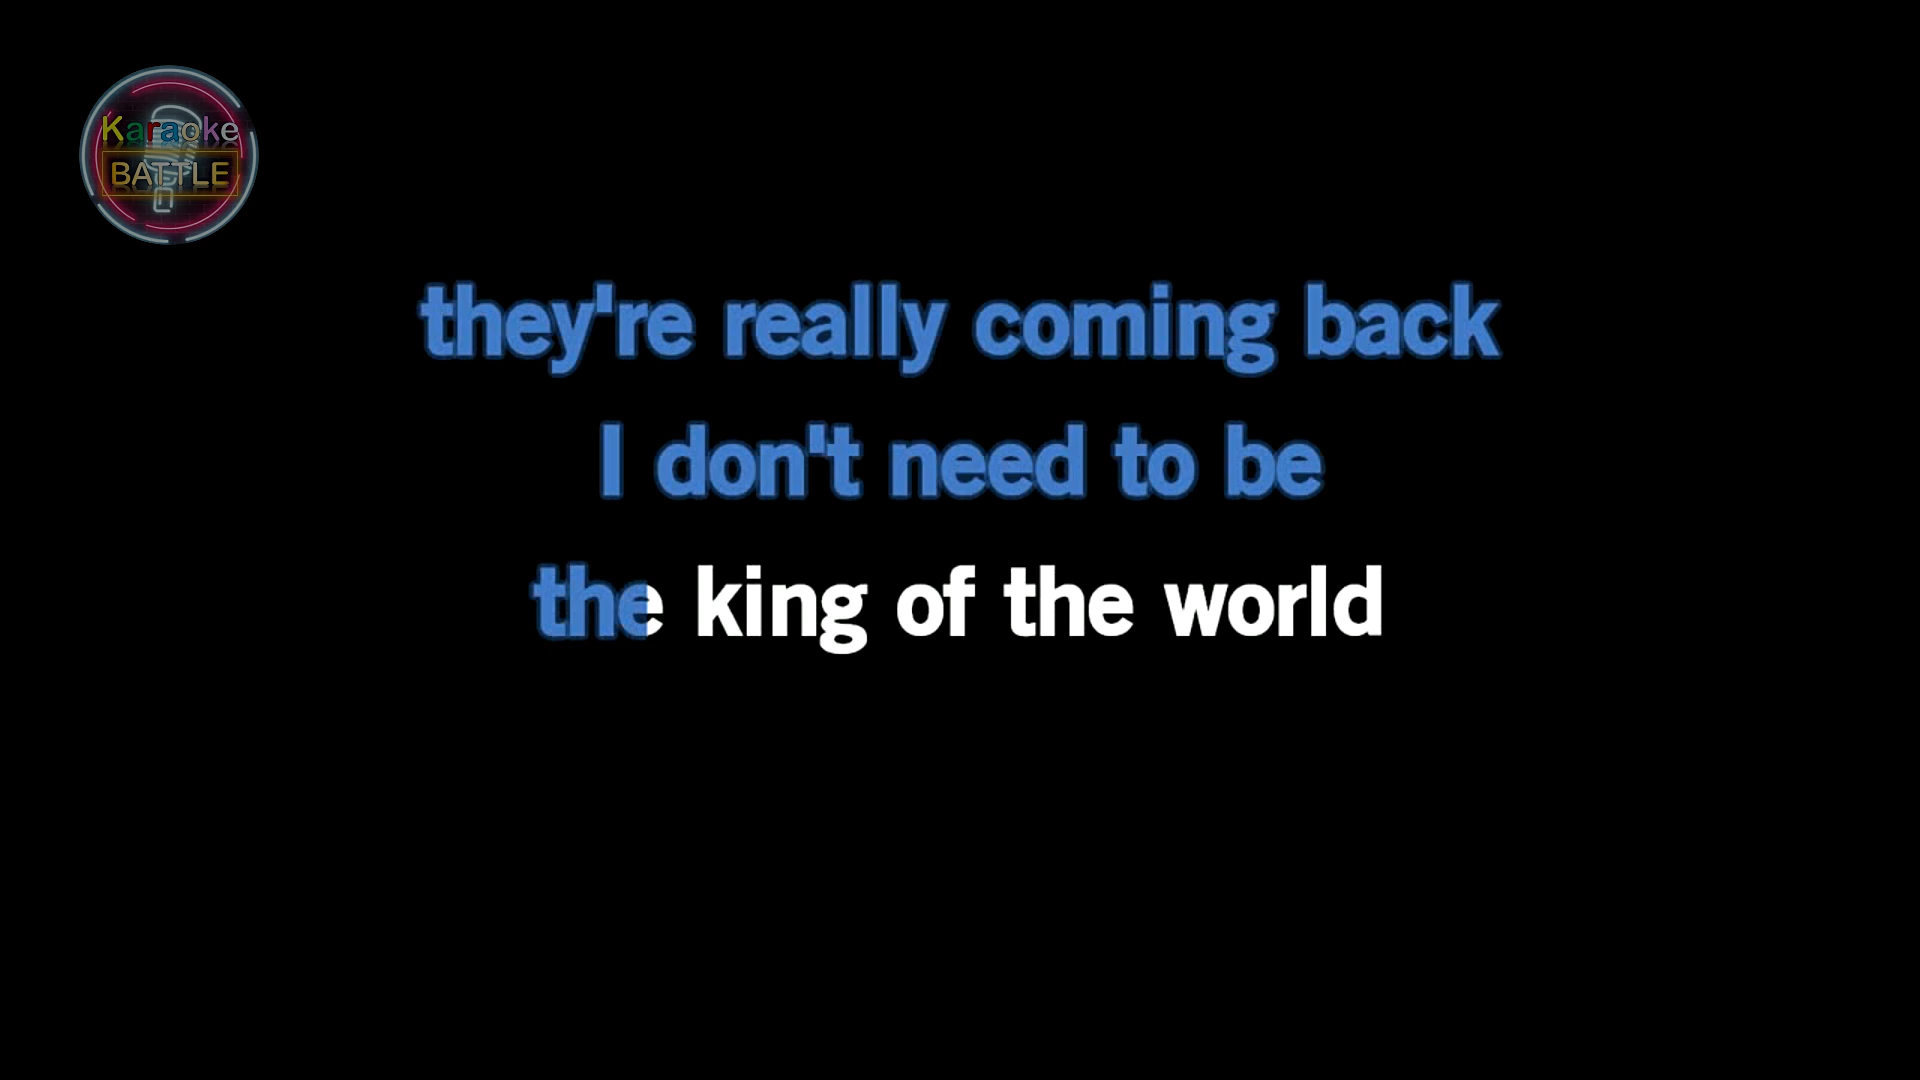 Karaoke
BATTLE
they're really coming back
I don't need to be
the king of the world